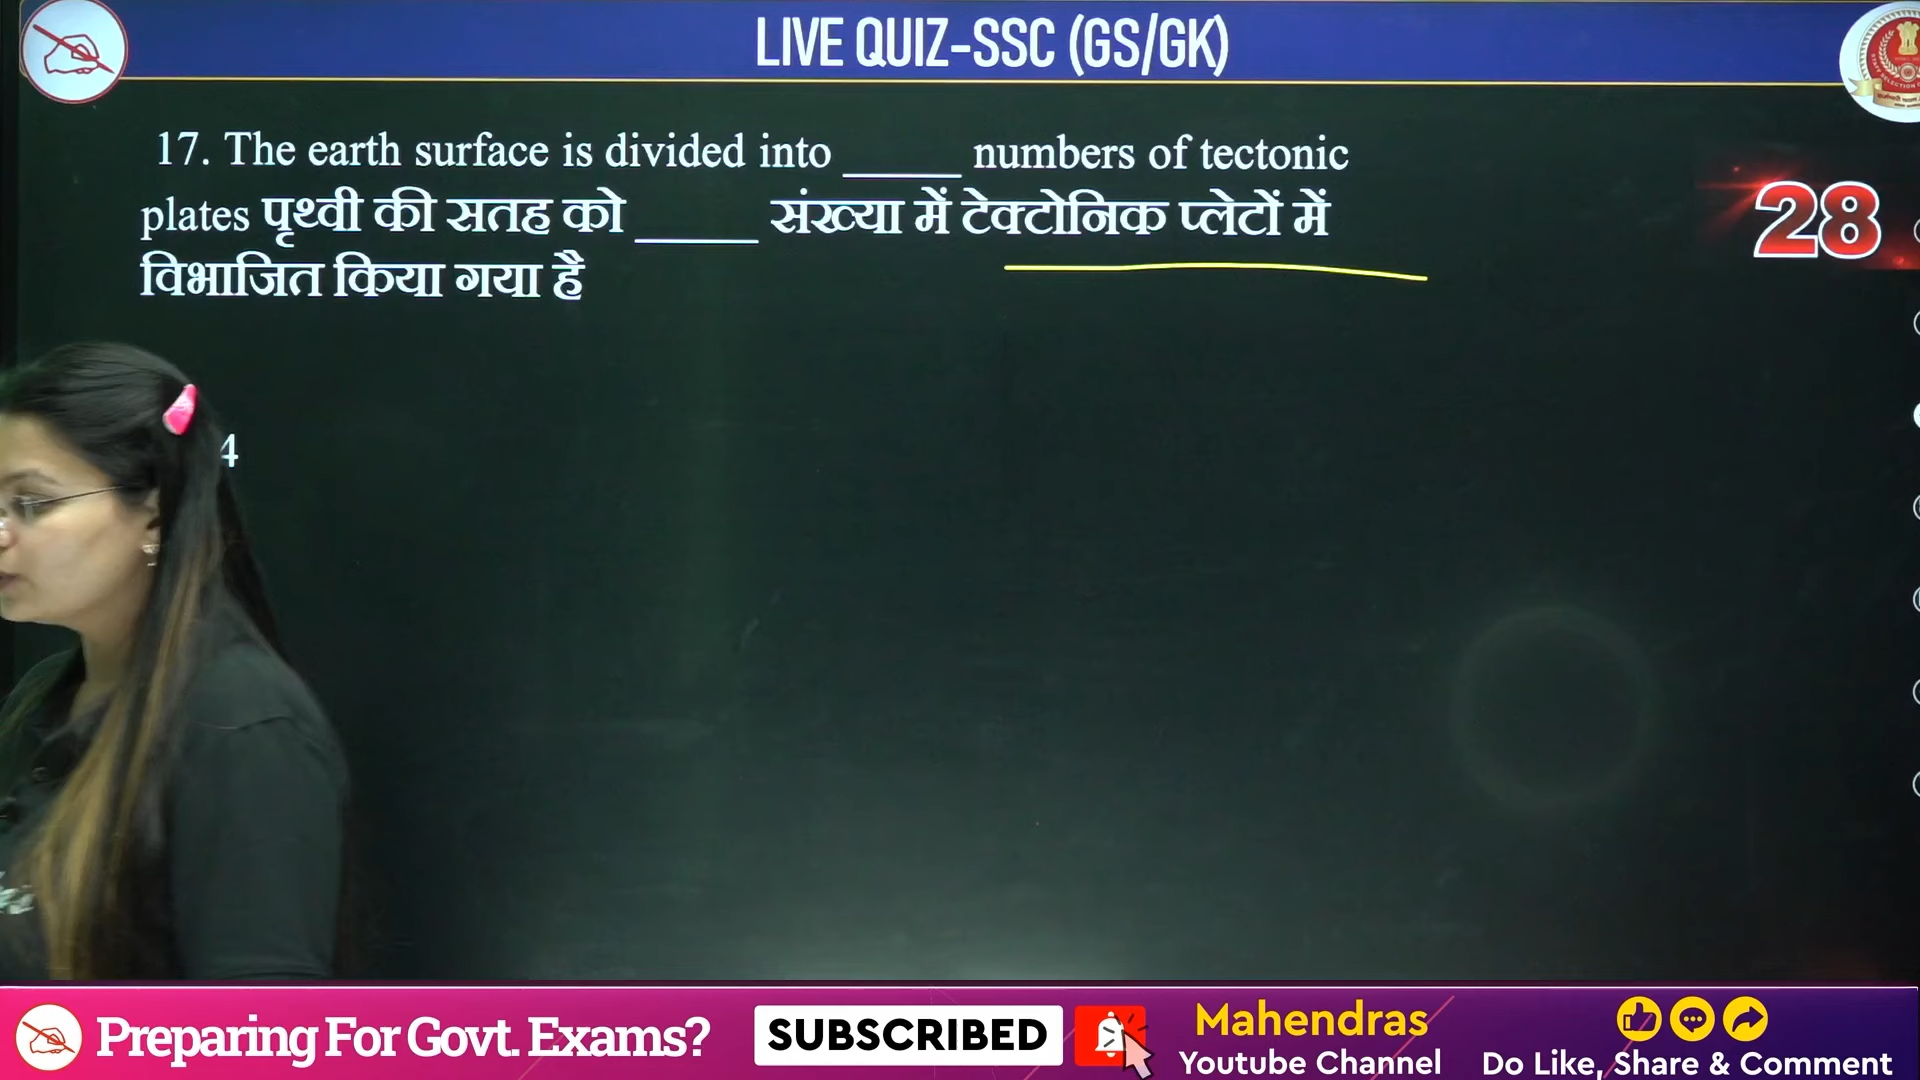 LIVE QUIZ-SSC (GS/GK)
17. The earth surface is divided into _____ numbers of tectonic
plates पृथ्वी की सतह को _____ संख्या में टेक्टोनिक प्लेटों में
विभाजित किया गया है
28
4
Preparing For Govt. Exams?
SUBSCRIBED
Mahendras
Youtube Channel
Do Like, Share & Comment